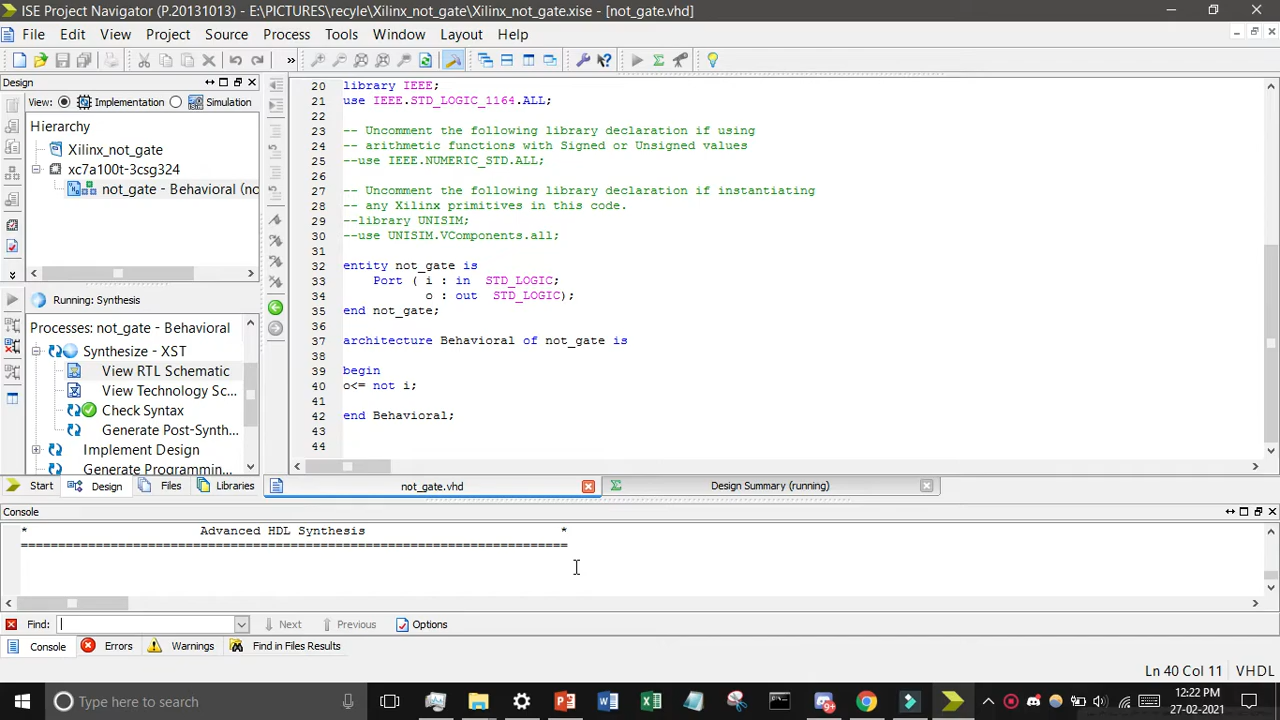 ISE Project Navigator (P.20131013) - E:\PICTURES\recyle\Xilinx_not_gate\Xilinx_not_gate.xise - [not_gate.vhd]
File Edit View Project Source Process Tools Window Layout Help
Design
View: Implementation Simulation
Hierarchy
Xilinx_not_gate
xc7a100t-3csg324
not_gate - Behavioral (no
Running: Synthesis
Processes: not_gate - Behavioral
Synthesize - XST
View RTL Schematic
View Technology Sc...
Check Syntax
Generate Post-Synth...
Implement Design
Generate Programmin...
Start Design Files Libraries
20 library IEEE;
21 use IEEE.STD_LOGIC_1164.ALL;
22
23 -- Uncomment the following library declaration if using
24 -- arithmetic functions with Signed or Unsigned values
25 --use IEEE.NUMERIC_STD.ALL;
26
27 -- Uncomment the following library declaration if instantiating
28 -- any Xilinx primitives in this code.
29 --library UNISIM;
30 --use UNISIM.VComponents.all;
31
32 entity not_gate is
33 Port ( i : in STD_LOGIC;
34 o : out STD_LOGIC);
35 end not_gate;
36
37 architecture Behavioral of not_gate is
38
39 begin
40 o<= not i;
41
42 end Behavioral;
43
44
not_gate.vhd Design Summary (running)
Console
* Advanced HDL Synthesis *
=========================================================================
Find: Next Previous Options
Console Errors Warnings Find in Files Results
Ln 40 Col 11 VHDL
Type here to search
9+
12:22 PM
27-02-2021